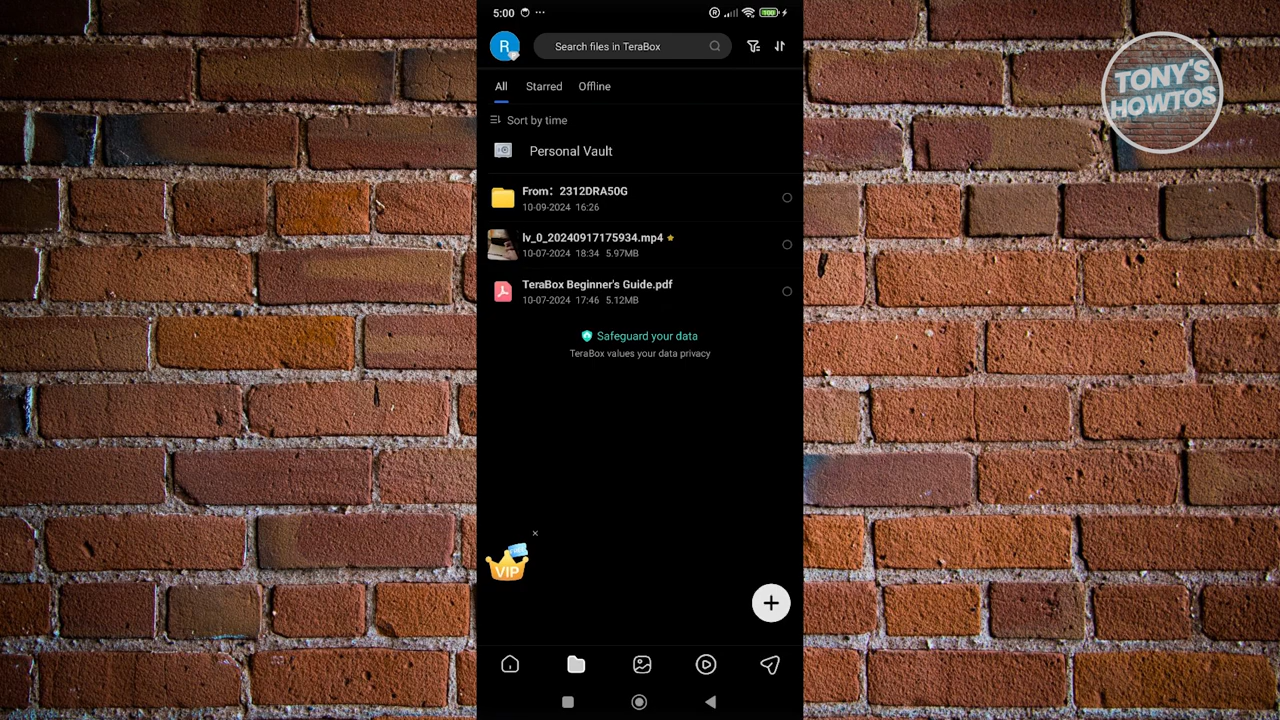 5:00
100
R
Search files in TeraBox
All Starred Offline
Sort by time
Personal Vault
From：2312DRA50G
10-09-2024 16:26
lv_0_20240917175934.mp4
10-07-2024 18:34 5.97MB
TeraBox Beginner's Guide.pdf
10-07-2024 17:46 5.12MB
Safeguard your data
TeraBox values your data privacy
VIP
TONY'S
HOWTOS